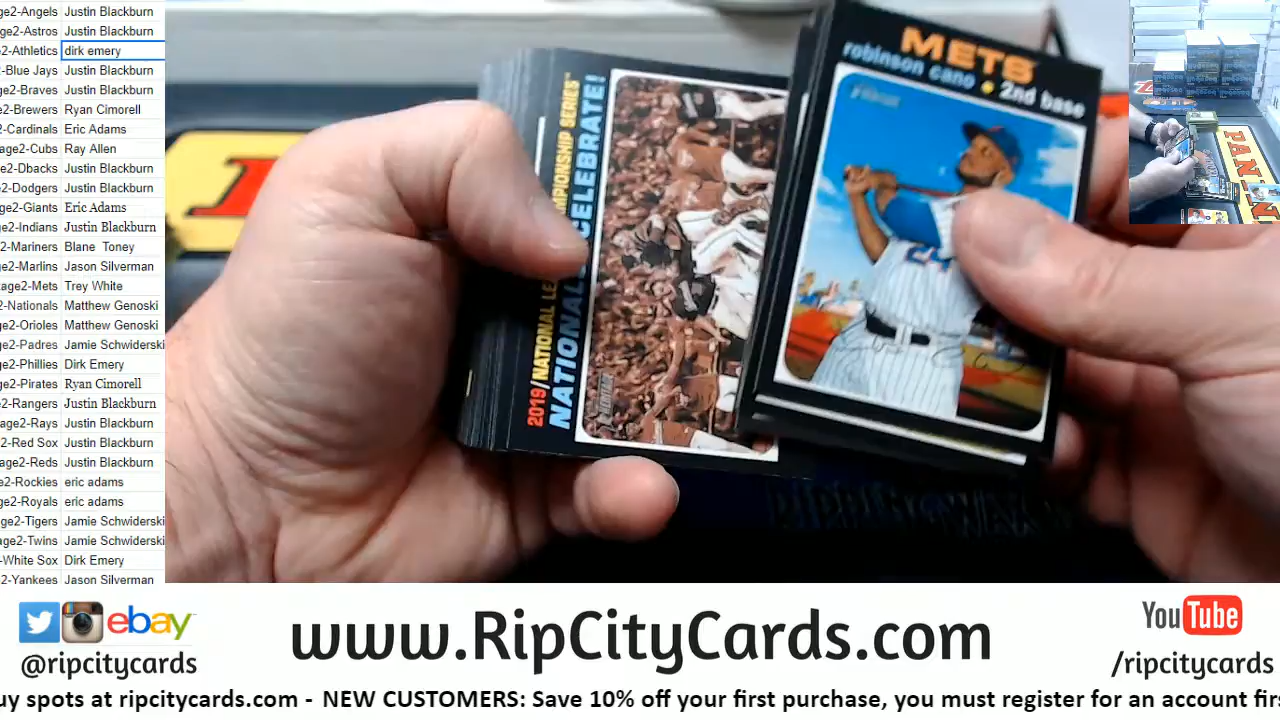 ge2-Angels Justin Blackburn
ge2-Astros Justin Blackburn
2-Athletics dirk emery
2-Blue Jays Justin Blackburn
ge2-Braves Justin Blackburn
e2-Brewers Ryan Cimorell
2-Cardinals Eric Adams
age2-Cubs Ray Allen
e2-Dbacks Justin Blackburn
e2-Dodgers Justin Blackburn
ge2-Giants Eric Adams
ge2-Indians Justin Blackburn
e2-Mariners Blane Toney
ge2-Marlins Jason Silverman
tage2-Mets Trey White
2-Nationals Matthew Genoski
e2-Orioles Matthew Genoski
e2-Padres Jamie Schwiderski
e2-Phillies Dirk Emery
ge2-Pirates Ryan Cimorell
e2-Rangers Justin Blackburn
tage2-Rays Justin Blackburn
2-Red Sox Justin Blackburn
age2-Reds Justin Blackburn
e2-Rockies eric adams
e2-Royals eric adams
ge2-Tigers Jamie Schwiderski
ge2-Twins Jamie Schwiderski
-White Sox Dirk Emery
2-Yankees Jason Silverman
METS
robinson cano • 2nd base
2019/NATIONAL LE MPIONSHIP SERIES
NATIONAL CELEBRATE!
Heritage
PAN
ebay
@ripcitycards
www.RipCityCards.com
YouTube
/ripcitycards
uy spots at ripcitycards.com - NEW CUSTOMERS: Save 10% off your first purchase, you must register for an account firs